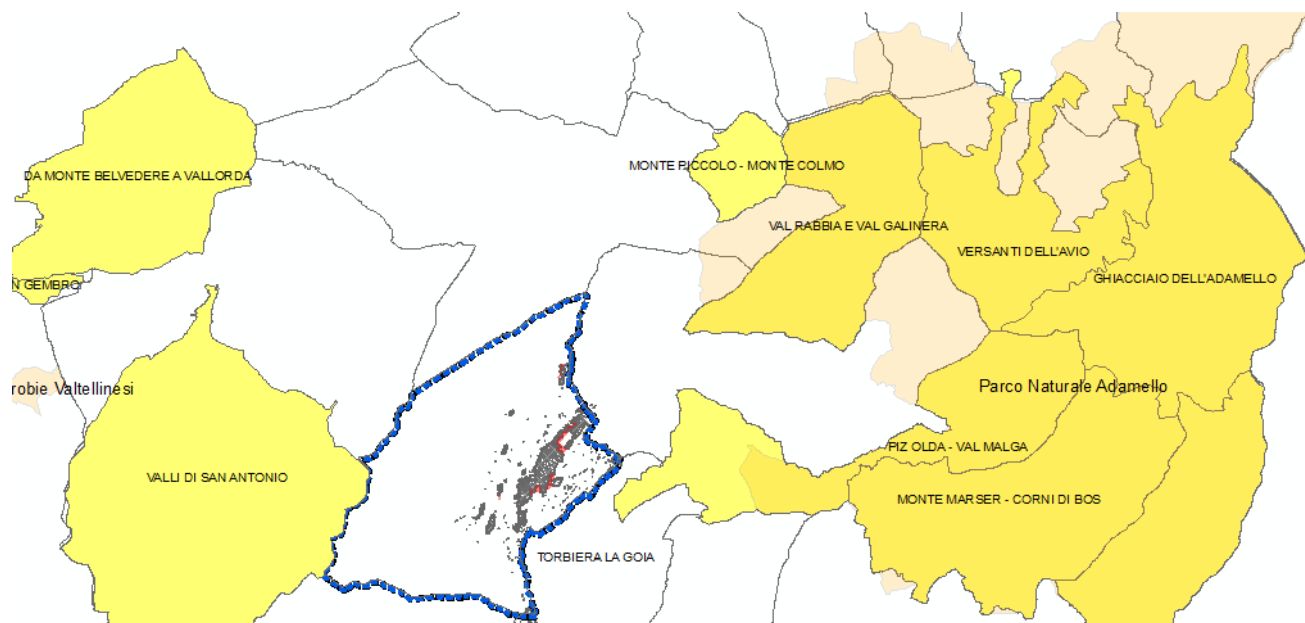 MONTE PICCOLO - MONTE COLMO
DA MONTE BELVEDERE A VALLORDA
VAL RABBIA E VAL GALINERA
VERSANTI DELL'AVIO
GHIACCIAIO DELL'ADAMELLO
N GEMBRO
robie Valtellinesi
Parco Naturale Adamello
PIZ OLDA - VAL MALGA
VALLI DI SAN ANTONIO
MONTE MARSER - CORNI DI BOS
TORBIERA LA GOIA